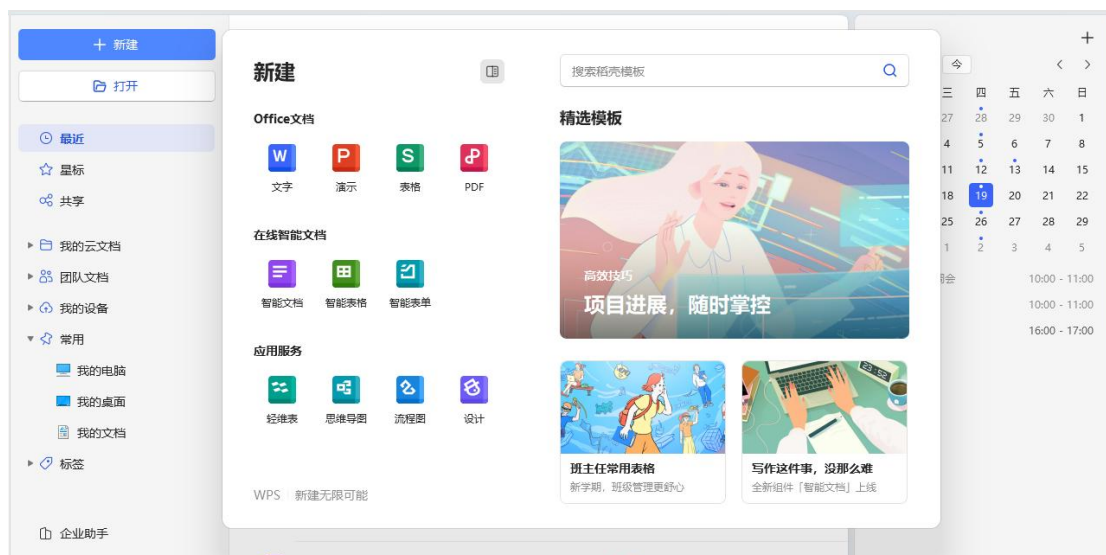 新建
打开
最近
星标
共享
我的云文档
团队文档
我的设备
常用
我的电脑
我的桌面
我的文档
标签
企业助手
新建
Office文档
W P S
文字 演示 表格 PDF
在线智能文档
智能文档 智能表格 智能表单
应用服务
轻维表 思维导图 流程图 设计
WPS 新建无限可能
搜索稻壳模板
精选模板
高效技巧
项目进展，随时掌控
23:52
班主任常用表格
新学期，班级管理更舒心
写作这件事，没那么难
全新组件「智能文档」上线
今
三 四 五 六 日
27 28 29 30 1
4 5 6 7 8
11 12 13 14 15
18 19 20 21 22
25 26 27 28 29
1 2 3 4 5
会 10:00 - 11:00
10:00 - 11:00
16:00 - 17:00